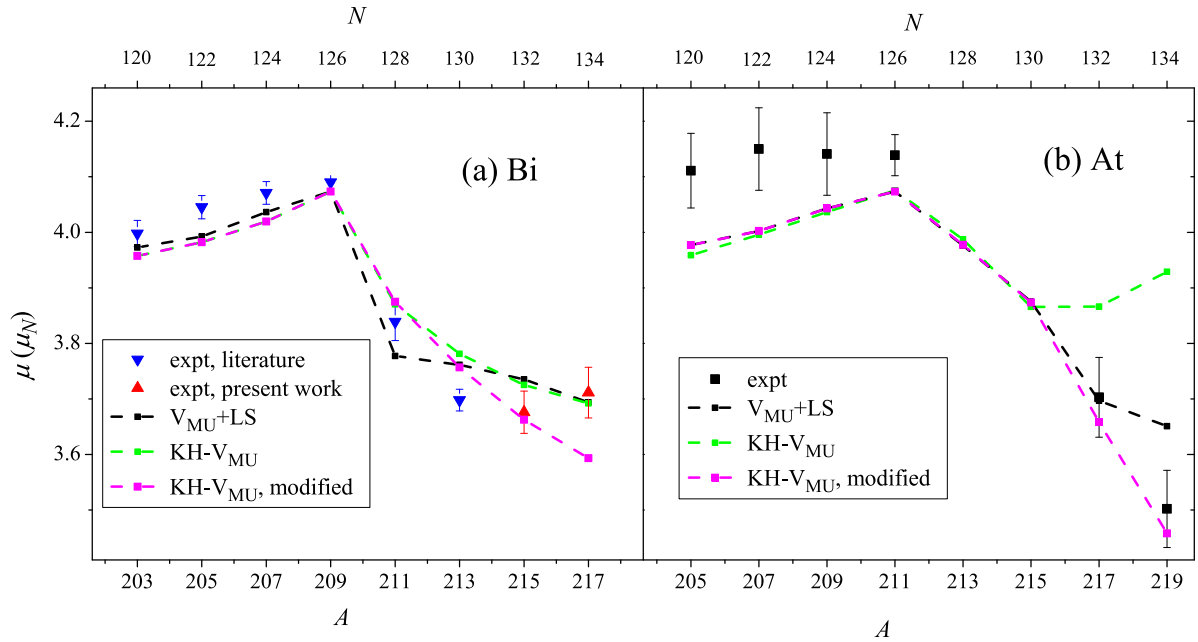 N
N
120 122 124 126 128 130 132 134
120 122 124 126 128 130 132 134
(a) Bi
(b) At
μ (μN)
4.2
4.0
3.8
3.6
expt, literature
expt, present work
VMU+LS
KH-VMU
KH-VMU, modified
expt
VMU+LS
KH-VMU
KH-VMU, modified
203 205 207 209 211 213 215 217
205 207 209 211 213 215 217 219
A
A